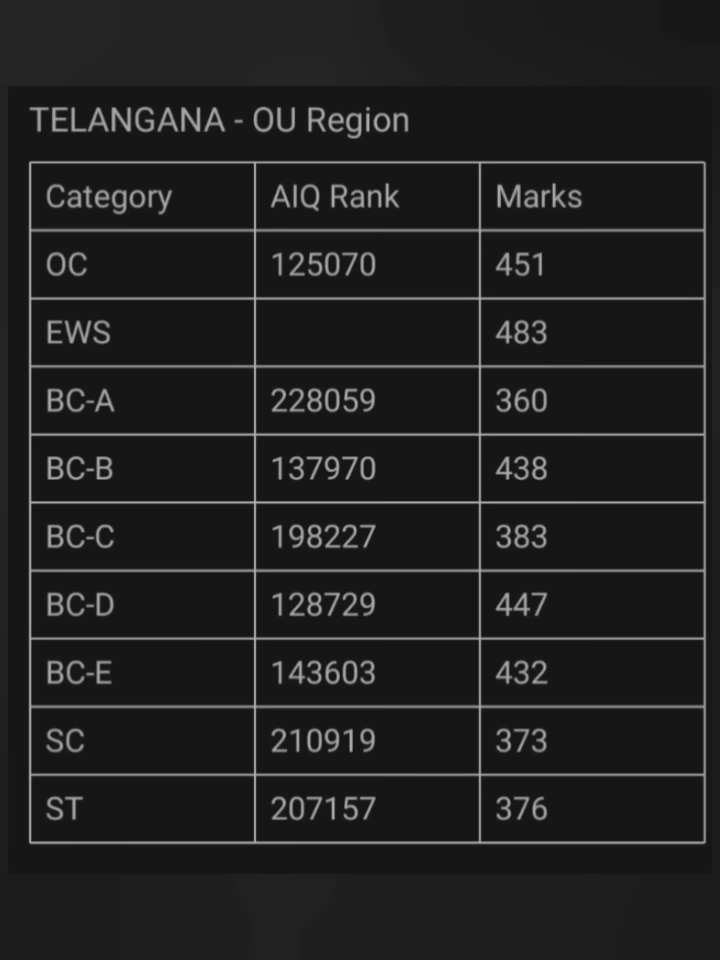 TELANGANA - OU Region
Category AIQ Rank Marks
OC 125070 451
EWS 483
BC-A 228059 360
BC-B 137970 438
BC-C 198227 383
BC-D 128729 447
BC-E 143603 432
SC 210919 373
ST 207157 376